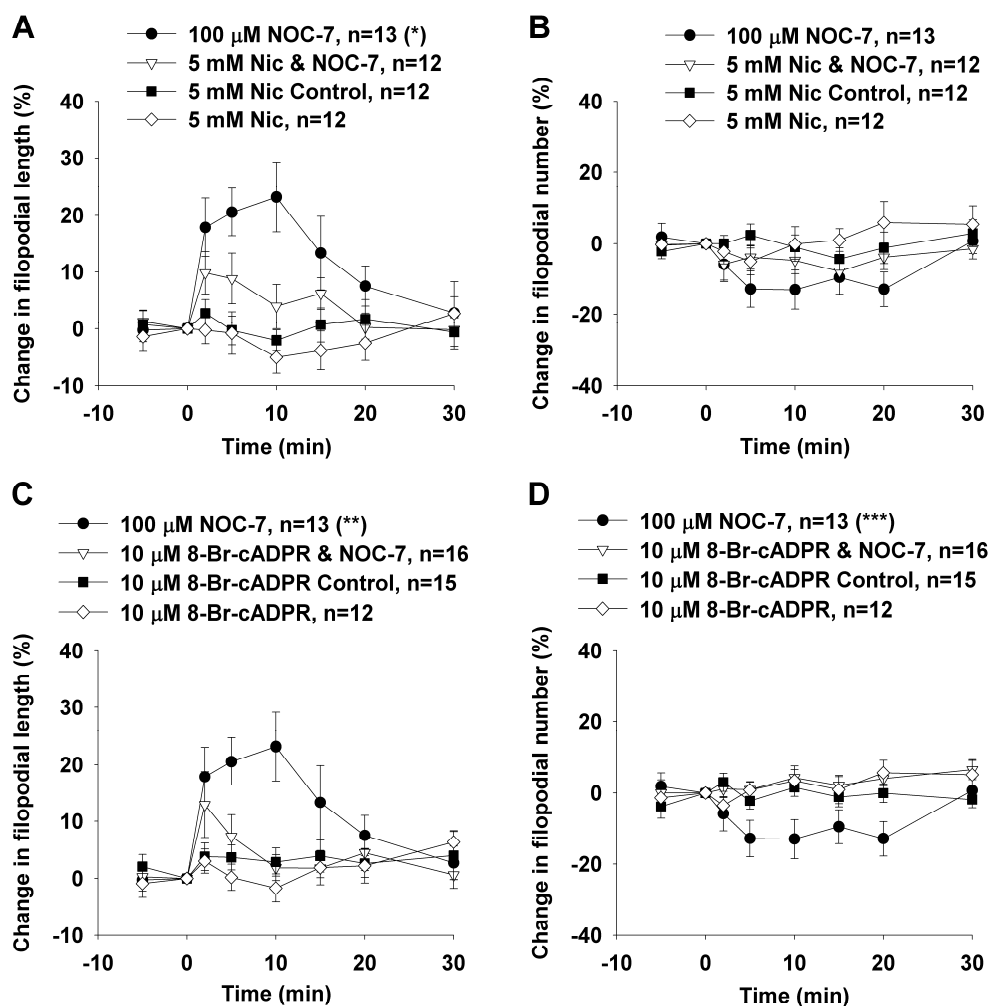 A
100 μM NOC-7, n=13 (*)
5 mM Nic & NOC-7, n=12
5 mM Nic Control, n=12
5 mM Nic, n=12
Change in filopodial length (%)
40
30
20
10
0
-10
-10 0 10 20 30
Time (min)
B
100 μM NOC-7, n=13
5 mM Nic & NOC-7, n=12
5 mM Nic Control, n=12
5 mM Nic, n=12
Change in filopodial number (%)
40
20
0
-20
-40
-10 0 10 20 30
Time (min)
C
100 μM NOC-7, n=13 (**)
10 μM 8-Br-cADPR & NOC-7, n=16
10 μM 8-Br-cADPR Control, n=15
10 μM 8-Br-cADPR, n=12
Change in filopodial length (%)
40
30
20
10
0
-10
-10 0 10 20 30
Time (min)
D
100 μM NOC-7, n=13 (***)
10 μM 8-Br-cADPR & NOC-7, n=16
10 μM 8-Br-cADPR Control, n=15
10 μM 8-Br-cADPR, n=12
Change in filopodial number (%)
40
20
0
-20
-40
-10 0 10 20 30
Time (min)